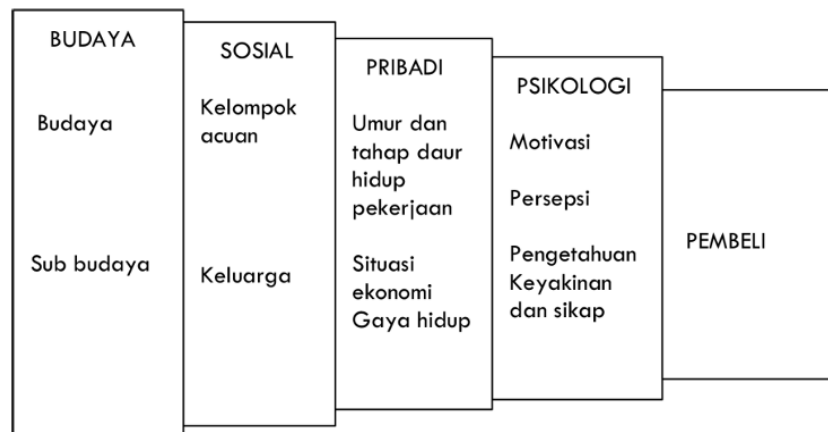 BUDAYA
Budaya
Sub budaya
SOSIAL
Kelompok
acuan
Keluarga
PRIBADI
Umur dan
tahap daur
hidup
pekerjaan
Situasi
ekonomi
Gaya hidup
PSIKOLOGI
Motivasi
Persepsi
Pengetahuan
Keyakinan
dan sikap
PEMBELI